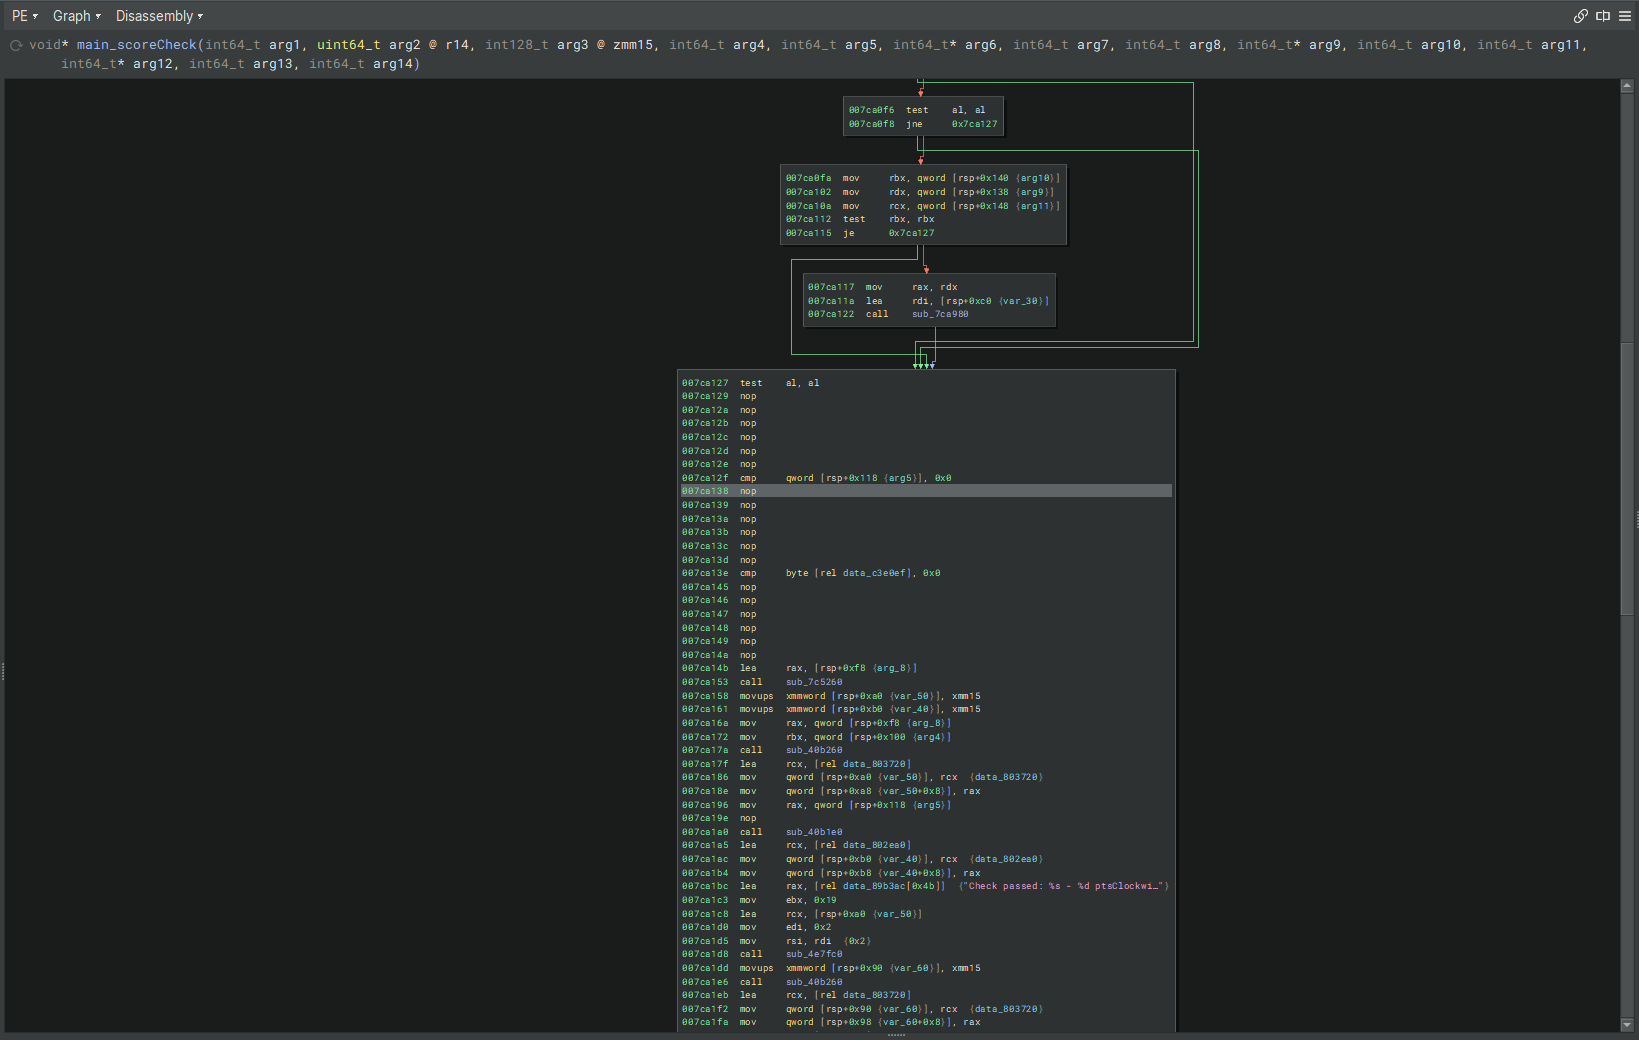 PE ▾ Graph ▾ Disassembly ▾
void* main_scoreCheck(int64_t arg1, uint64_t arg2 @ r14, int128_t arg3 @ zmm15, int64_t arg4, int64_t arg5, int64_t* arg6, int64_t arg7, int64_t arg8, int64_t* arg9, int64_t arg10, int64_t arg11,
int64_t* arg12, int64_t arg13, int64_t arg14)
007ca0f6 test al, al
007ca0f8 jne 0x7ca127
007ca0fa mov rbx, qword [rsp+0x140 {arg10}]
007ca102 mov rdx, qword [rsp+0x138 {arg9}]
007ca10a mov rcx, qword [rsp+0x148 {arg11}]
007ca112 test rbx, rbx
007ca115 je 0x7ca127
007ca117 mov rax, rdx
007ca11a lea rdi, [rsp+0xc0 {var_30}]
007ca122 call sub_7ca980
007ca127 test al, al
007ca129 nop
007ca12a nop
007ca12b nop
007ca12c nop
007ca12d nop
007ca12e nop
007ca12f cmp qword [rsp+0x118 {arg5}], 0x0
007ca138 nop
007ca139 nop
007ca13a nop
007ca13b nop
007ca13c nop
007ca13d nop
007ca13e cmp byte [rel data_c3e0ef], 0x0
007ca145 nop
007ca146 nop
007ca147 nop
007ca148 nop
007ca149 nop
007ca14a nop
007ca14b lea rax, [rsp+0xf8 {arg_8}]
007ca153 call sub_7c5260
007ca158 movups xmmword [rsp+0xa0 {var_50}], xmm15
007ca161 movups xmmword [rsp+0xb0 {var_40}], xmm15
007ca16a mov rax, qword [rsp+0xf8 {arg_8}]
007ca172 mov rbx, qword [rsp+0x100 {arg4}]
007ca17a call sub_40b260
007ca17f lea rcx, [rel data_803720]
007ca186 mov qword [rsp+0xa0 {var_50}], rcx {data_803720}
007ca18e mov qword [rsp+0xa8 {var_50+0x8}], rax
007ca196 mov rax, qword [rsp+0x118 {arg5}]
007ca19e nop
007ca1a0 call sub_40b1e0
007ca1a5 lea rcx, [rel data_802ea0]
007ca1ac mov qword [rsp+0xb0 {var_40}], rcx {data_802ea0}
007ca1b4 mov qword [rsp+0xb8 {var_40+0x8}], rax
007ca1bc lea rax, [rel data_89b3ac[0x4b]] {"Check passed: %s - %d ptsClockwi…"}
007ca1c3 mov ebx, 0x19
007ca1c8 lea rcx, [rsp+0xa0 {var_50}]
007ca1d0 mov edi, 0x2
007ca1d5 mov rsi, rdi {0x2}
007ca1d8 call sub_4e7fc0
007ca1dd movups xmmword [rsp+0x90 {var_60}], xmm15
007ca1e6 call sub_40b260
007ca1eb lea rcx, [rel data_803720]
007ca1f2 mov qword [rsp+0x90 {var_60}], rcx {data_803720}
007ca1fa mov qword [rsp+0x98 {var_60+0x8}], rax